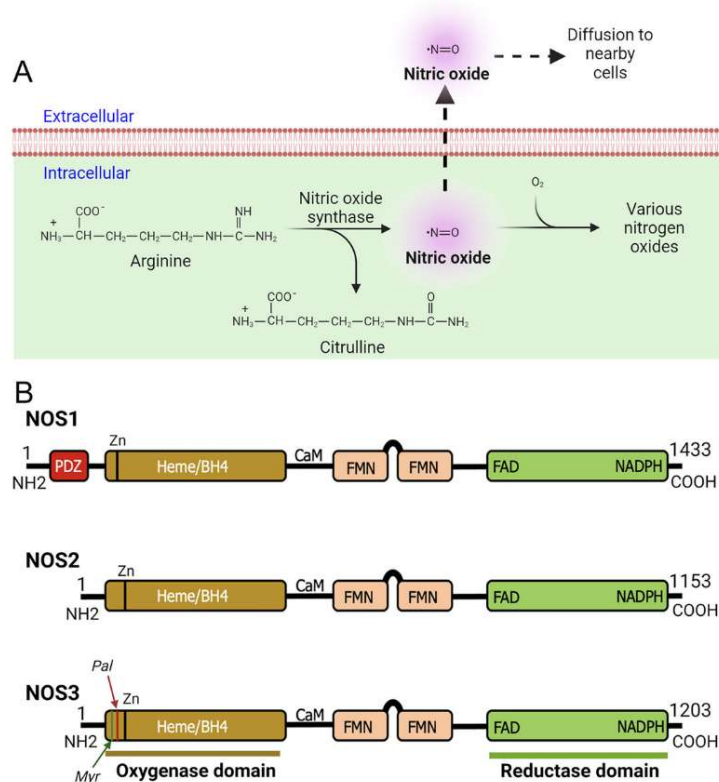 A
·N=O
Nitric oxide
Diffusion to
nearby
cells
Extracellular
Intracellular
COO⁻
NH
+
NH₃—CH—CH₂—CH₂—CH₂—NH—C—NH₂
Arginine
Nitric oxide
synthase
·N=O
Nitric oxide
O₂
Various
nitrogen
oxides
COO⁻
O
+
NH₃—CH—CH₂—CH₂—CH₂—NH—C—NH₂
Citrulline
B
NOS1
1
NH2
PDZ
Zn
Heme/BH4
CaM
FMN
FMN
FAD
NADPH
1433
COOH
NOS2
1
NH2
Zn
Heme/BH4
CaM
FMN
FMN
FAD
NADPH
1153
COOH
NOS3
Pal
1
NH2
Zn
Heme/BH4
CaM
FMN
FMN
FAD
NADPH
1203
COOH
Myr
Oxygenase domain
Reductase domain